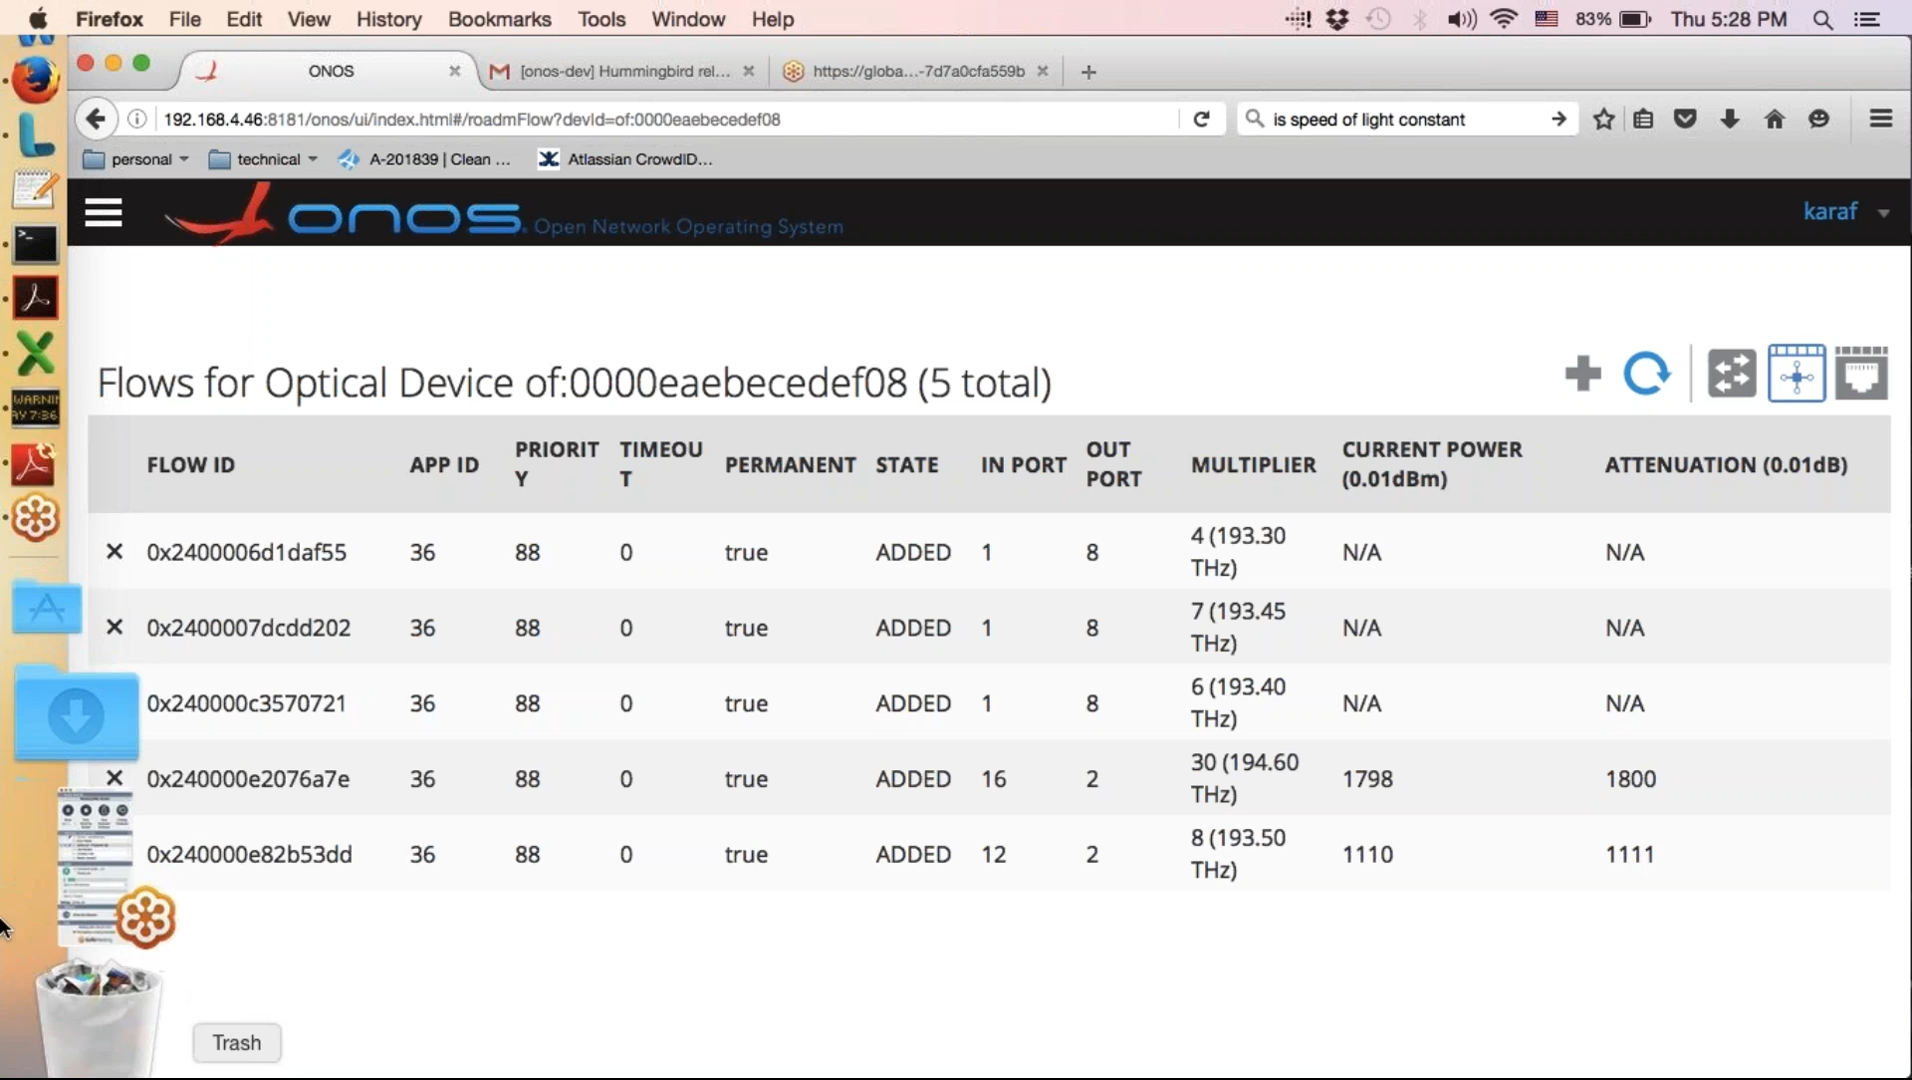 Firefox File Edit View History Bookmarks Tools Window Help 83% Thu 5:28 PM
ONOS [onos-dev] Hummingbird rel... https://globa...-7d7a0cfa559b
192.168.4.46:8181/onos/ui/index.html#/roadmFlow?devId=of:0000eaebecedef08 is speed of light constant
personal technical A-201839 | Clean ... Atlassian CrowdID...
onos Open Network Operating System karaf
Flows for Optical Device of:0000eaebecedef08 (5 total)
FLOW ID APP ID PRIORIT
Y TIMEOU
T PERMANENT STATE IN PORT OUT
PORT MULTIPLIER CURRENT POWER
(0.01dBm) ATTENUATION (0.01dB)
0x2400006d1daf55 36 88 0 true ADDED 1 8 4 (193.30
THz) N/A N/A
0x2400007dcdd202 36 88 0 true ADDED 1 8 7 (193.45
THz) N/A N/A
0x240000c3570721 36 88 0 true ADDED 1 8 6 (193.40
THz) N/A N/A
0x240000e2076a7e 36 88 0 true ADDED 16 2 30 (194.60
THz) 1798 1800
0x240000e82b53dd 36 88 0 true ADDED 12 2 8 (193.50
THz) 1110 1111
WARNIN
AY 7:36
Trash